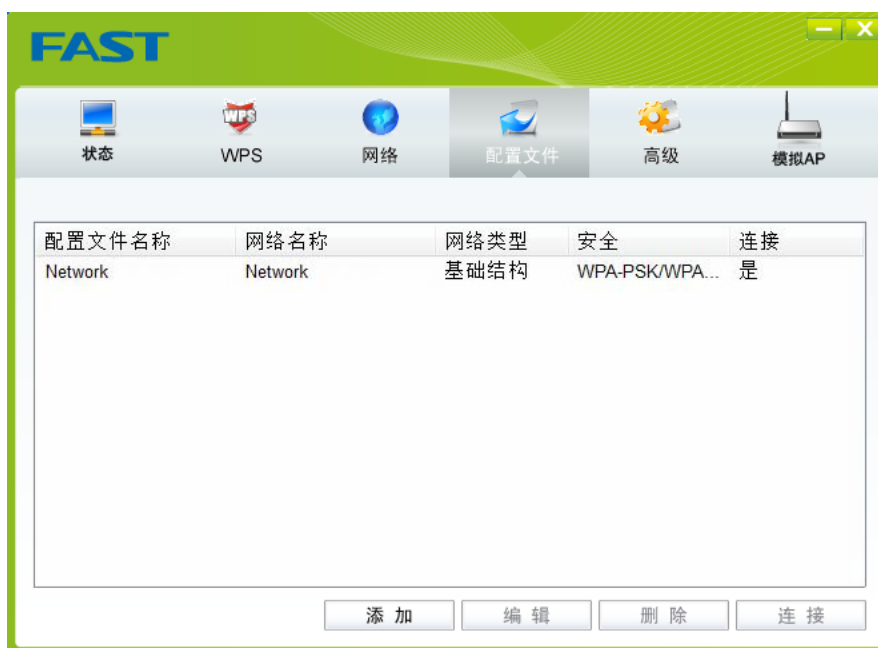 FAST
状态 WPS 网络 配置文件 高级 模拟AP
配置文件名称 网络名称 网络类型 安全 连接
Network Network 基础结构 WPA-PSK/WPA... 是
添加 编辑 删除 连接